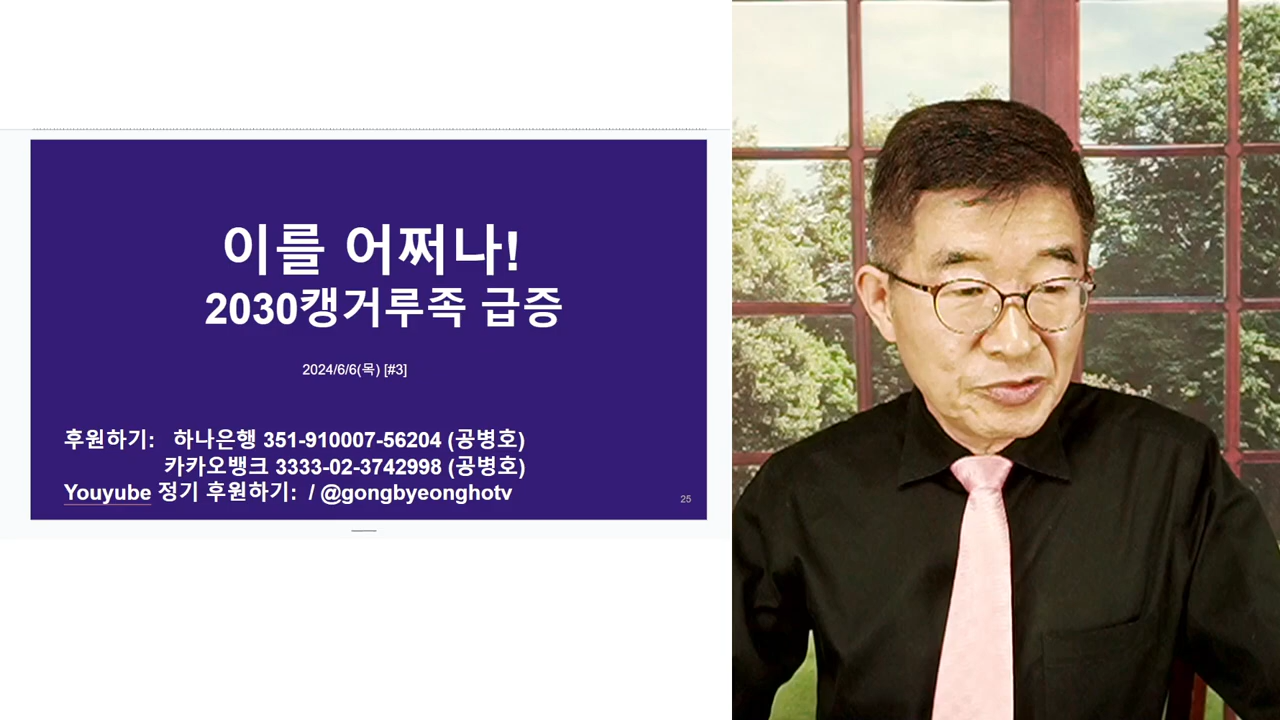 이를 어쩌나!
2030캥거루족 급증
2024/6/6(목) [#3]
후원하기: 하나은행 351-910007-56204 (공병호)
카카오뱅크 3333-02-3742998 (공병호)
Youyube 정기 후원하기: / @gongbyeonghotv
25